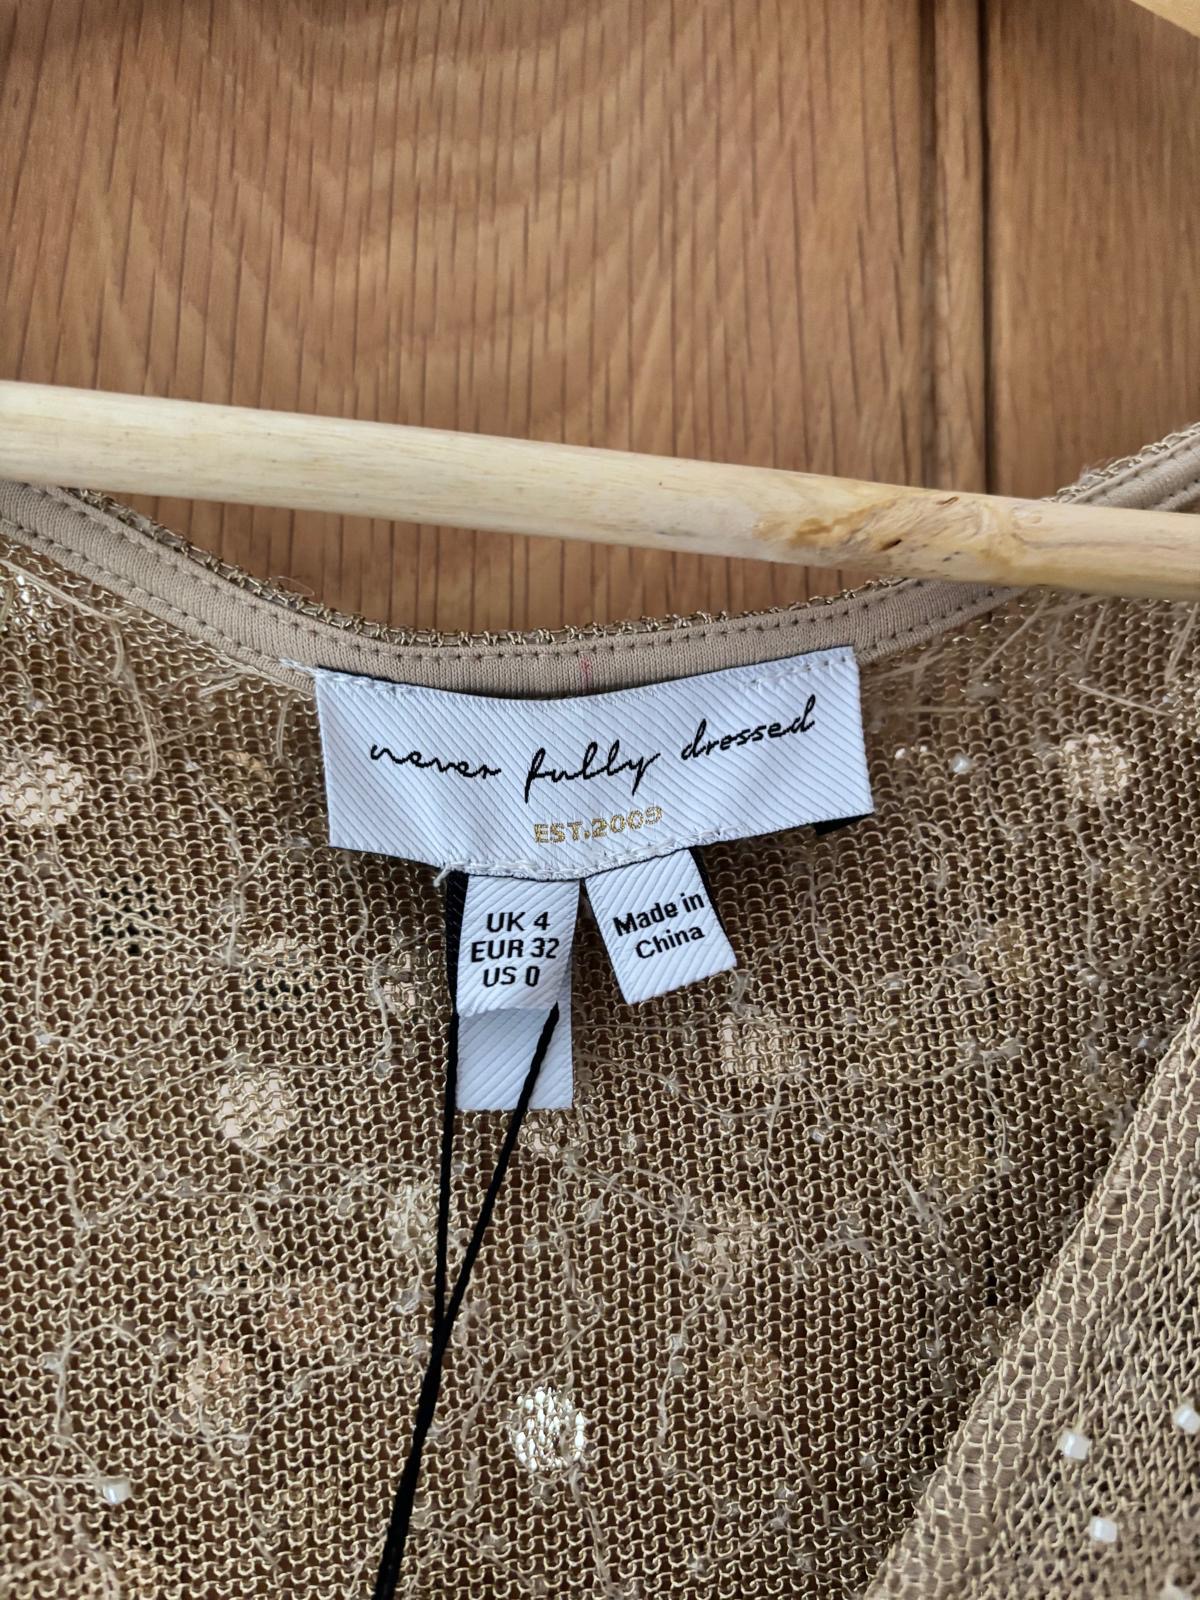 never fully dressed
EST.2009
UK 4
EUR 32
US 0
Made in
China